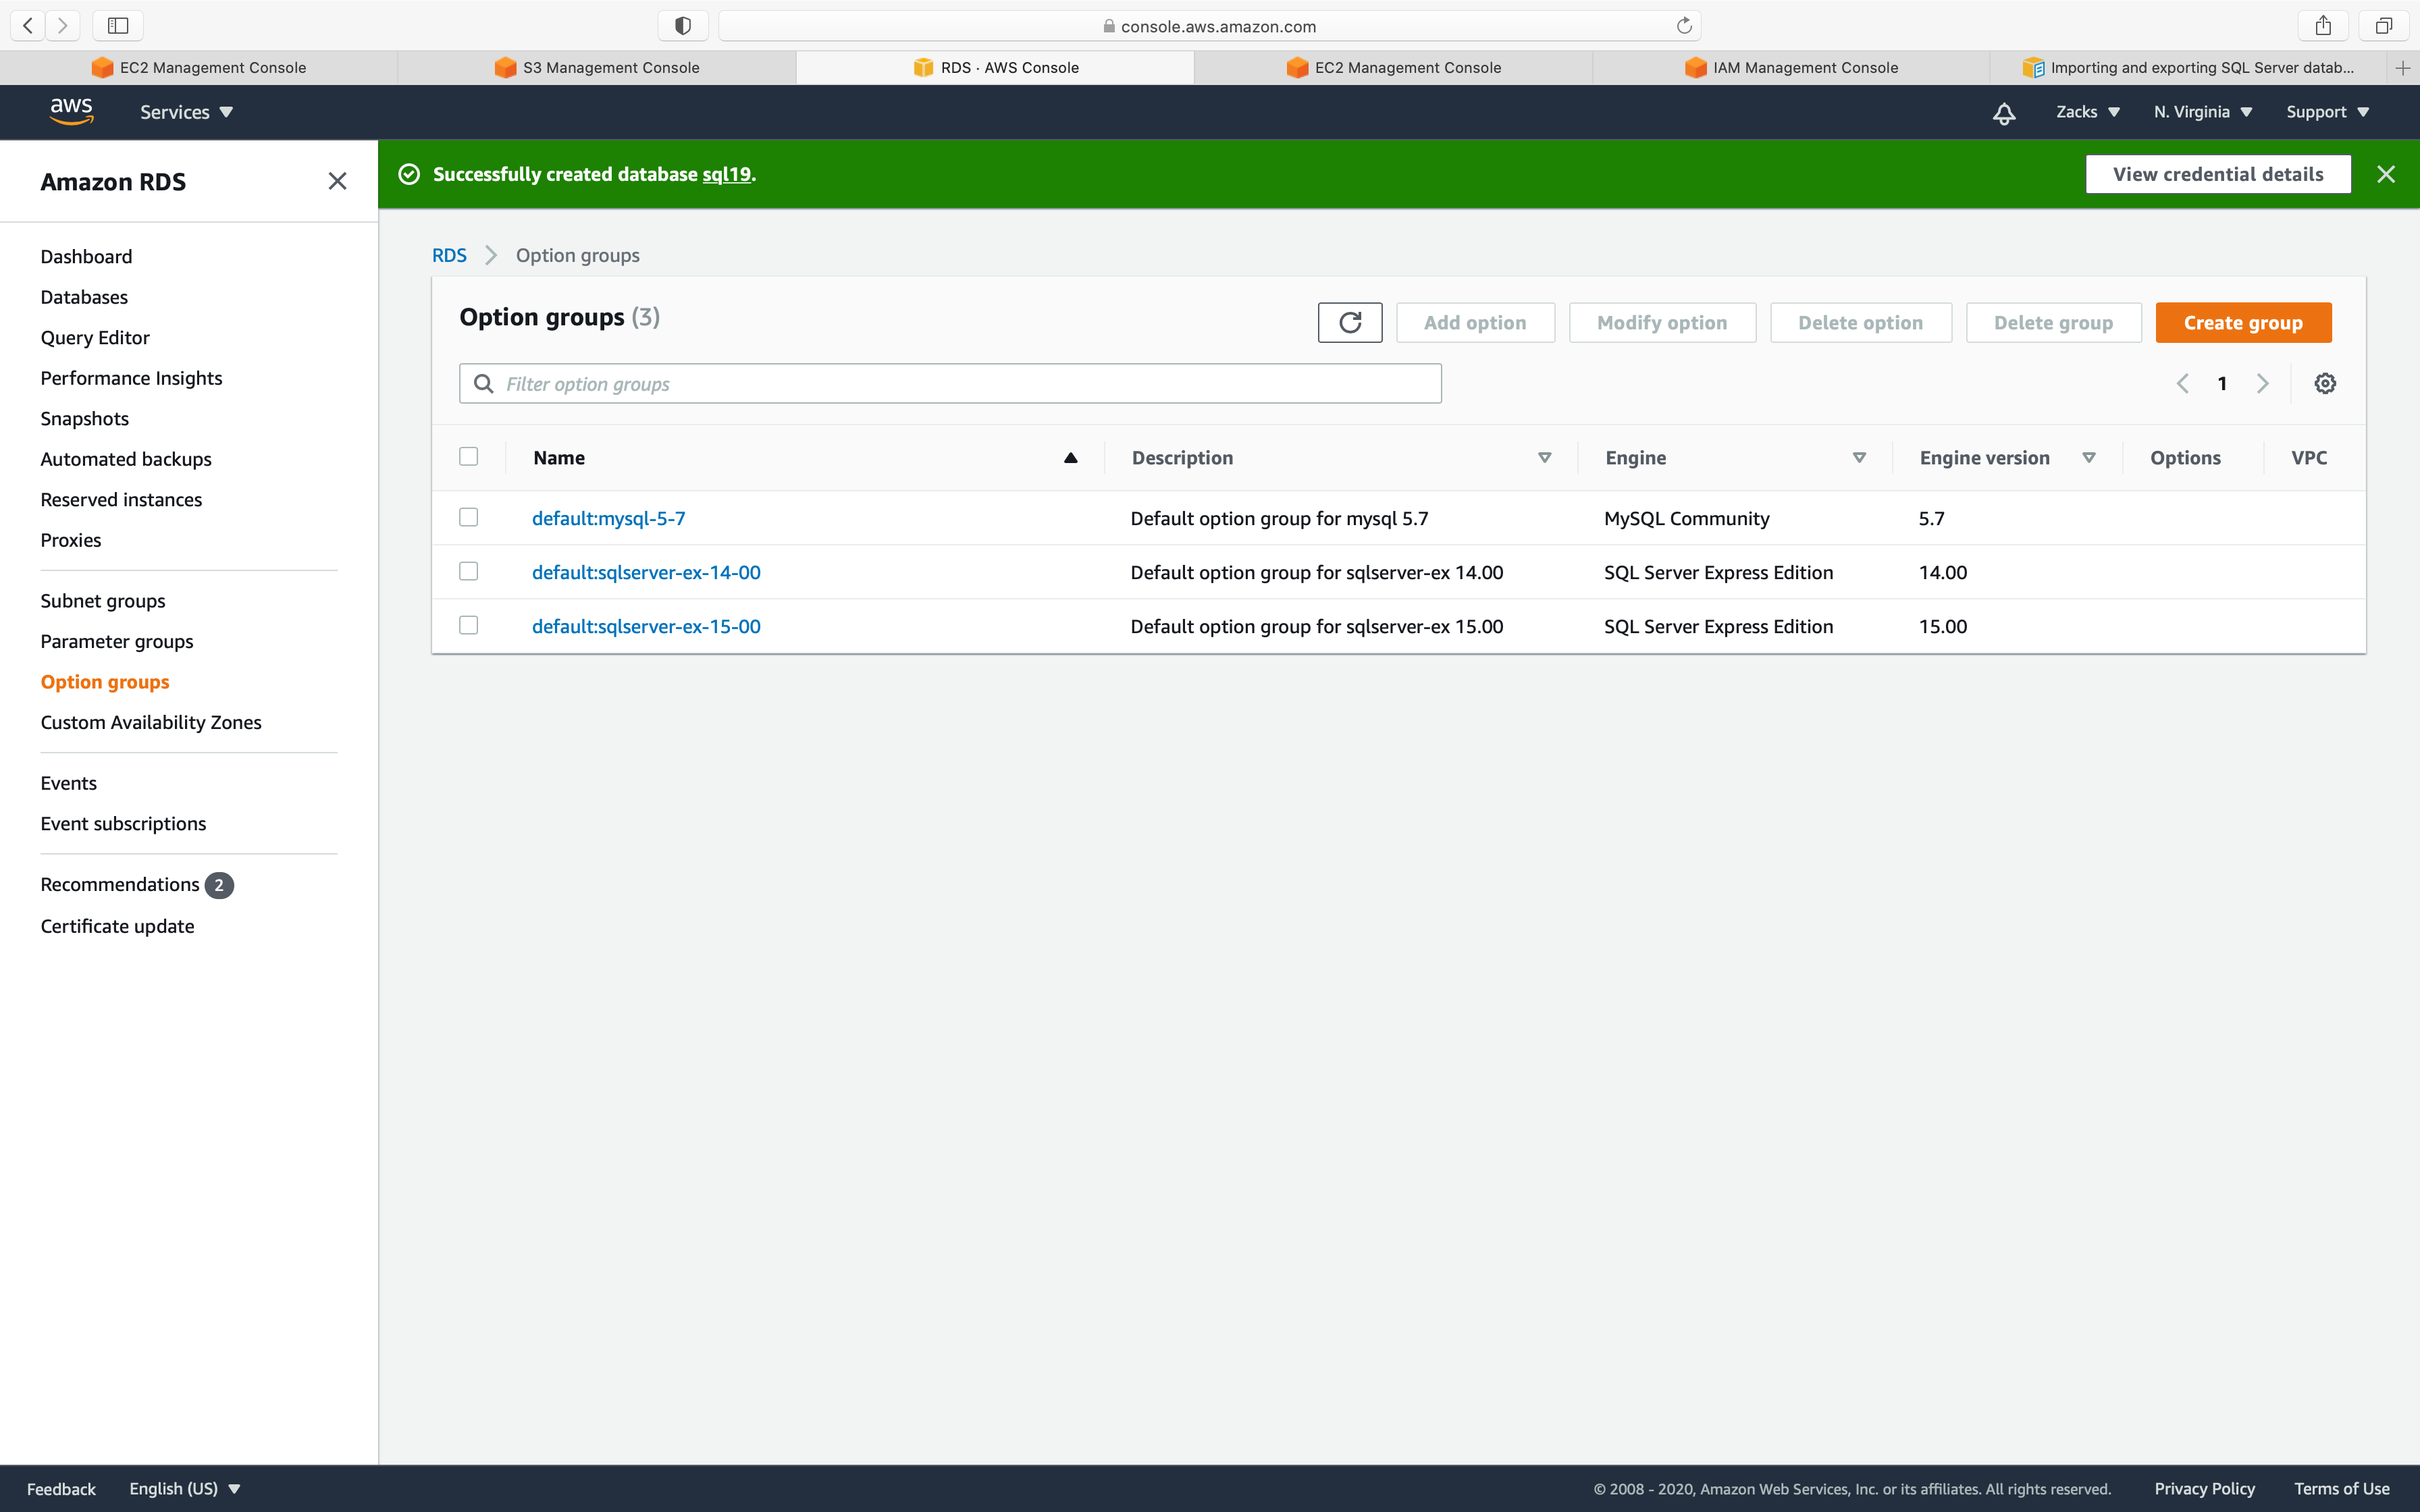 console.aws.amazon.com
EC2 Management Console
S3 Management Console
RDS · AWS Console
EC2 Management Console
IAM Management Console
Importing and exporting SQL Server datab...
aws
Services
Zacks
N. Virginia
Support
Amazon RDS
Successfully created database sql19.
View credential details
Dashboard
Databases
Query Editor
Performance Insights
Snapshots
Automated backups
Reserved instances
Proxies
Subnet groups
Parameter groups
Option groups
Custom Availability Zones
Events
Event subscriptions
Recommendations 2
Certificate update
RDS > Option groups
Option groups (3)
Add option
Modify option
Delete option
Delete group
Create group
Filter option groups
1
Name Description Engine Engine version Options VPC
default:mysql-5-7 Default option group for mysql 5.7 MySQL Community 5.7
default:sqlserver-ex-14-00 Default option group for sqlserver-ex 14.00 SQL Server Express Edition 14.00
default:sqlserver-ex-15-00 Default option group for sqlserver-ex 15.00 SQL Server Express Edition 15.00
Feedback
English (US)
© 2008 - 2020, Amazon Web Services, Inc. or its affiliates. All rights reserved.
Privacy Policy
Terms of Use